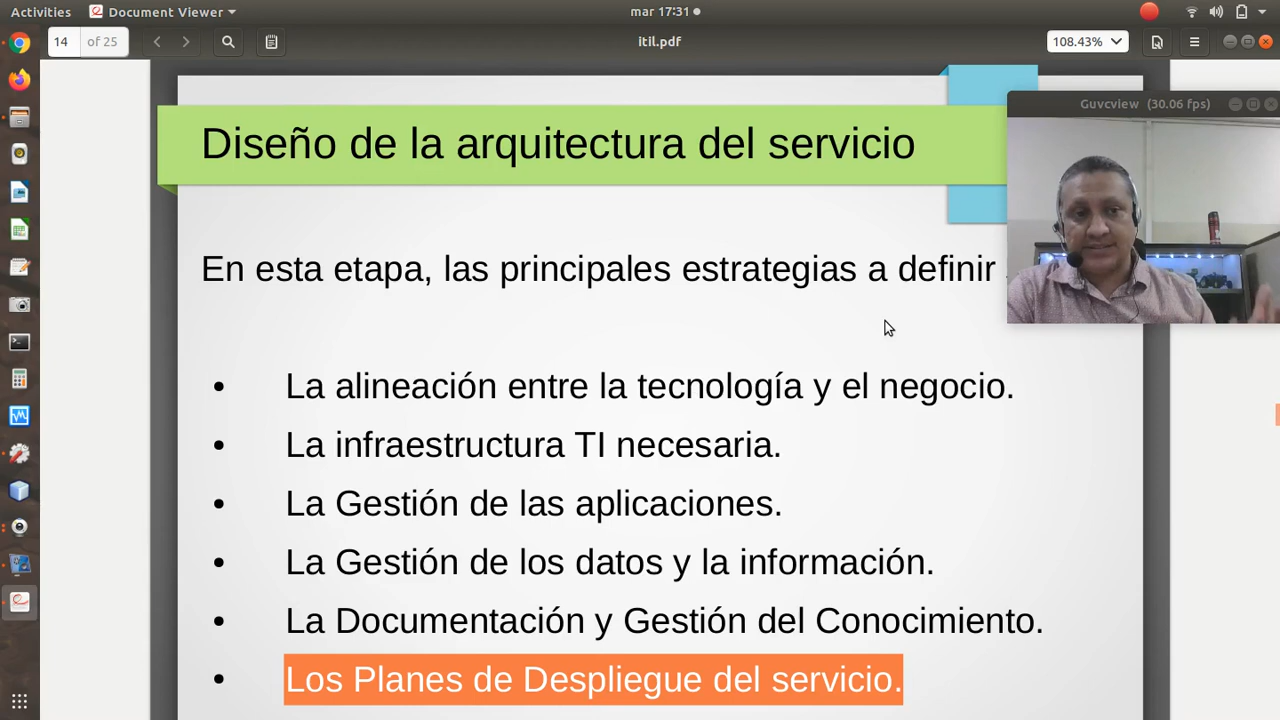 Activities
Document Viewer
mar 17:31
14 of 25
itil.pdf
108.43%
Guvcview (30.06 fps)
Diseño de la arquitectura del servicio
En esta etapa, las principales estrategias a definir
• La alineación entre la tecnología y el negocio.
• La infraestructura TI necesaria.
• La Gestión de las aplicaciones.
• La Gestión de los datos y la información.
• La Documentación y Gestión del Conocimiento.
• Los Planes de Despliegue del servicio.